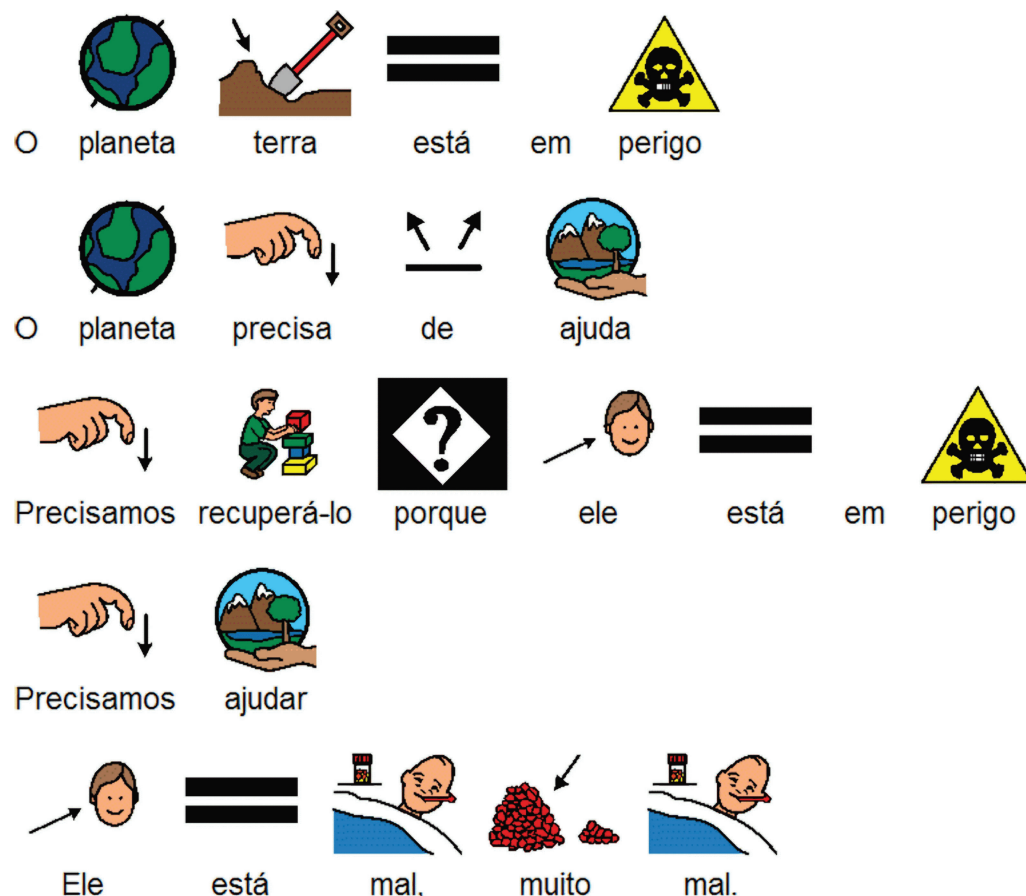 O planeta terra está em perigo
O planeta precisa de ajuda
Precisamos recuperá-lo porque ele está em perigo
Precisamos ajudar
Ele está mal, muito mal.